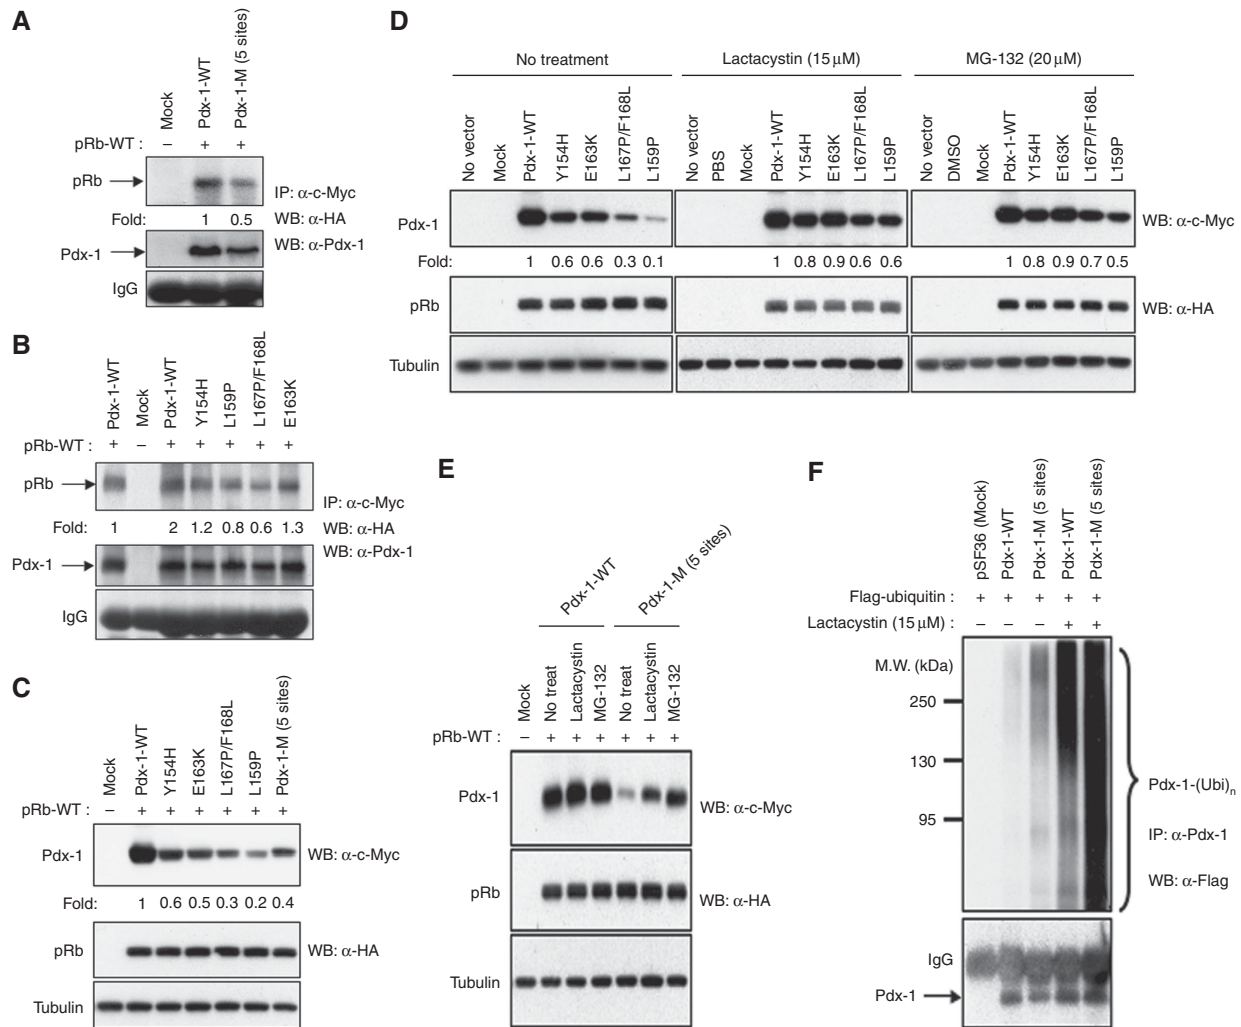 A
Mock
Pdx-1-WT
Pdx-1-M (5 sites)
pRb-WT : – + +
pRb
IP: α-c-Myc
Fold: 1 0.5 WB: α-HA
WB: α-Pdx-1
Pdx-1
IgG
B
Pdx-1-WT
Mock
Pdx-1-WT
Y154H
L159P
L167P/F168L
E163K
pRb-WT : + – + + + + +
pRb
IP: α-c-Myc
Fold: 1 2 1.2 0.8 0.6 1.3 WB: α-HA
WB: α-Pdx-1
Pdx-1
IgG
C
Mock
Pdx-1-WT
Y154H
E163K
L167P/F168L
L159P
Pdx-1-M (5 sites)
pRb-WT : – + + + + + +
Pdx-1 WB: α-c-Myc
Fold: 1 0.6 0.5 0.3 0.2 0.4
pRb WB: α-HA
Tubulin
D
No treatment
Lactacystin (15 μM)
MG-132 (20 μM)
No vector
Mock
Pdx-1-WT
Y154H
E163K
L167P/F168L
L159P
No vector
PBS
Mock
Pdx-1-WT
Y154H
E163K
L167P/F168L
L159P
No vector
DMSO
Mock
Pdx-1-WT
Y154H
E163K
L167P/F168L
L159P
Pdx-1 WB: α-c-Myc
Fold: 1 0.6 0.6 0.3 0.1 1 0.8 0.9 0.6 0.6 1 0.8 0.9 0.7 0.5
pRb WB: α-HA
Tubulin
E
Pdx-1-WT
Pdx-1-M (5 sites)
Mock
No treat
Lactacystin
MG-132
No treat
Lactacystin
MG-132
pRb-WT : – + + + + + +
Pdx-1 WB: α-c-Myc
pRb WB: α-HA
Tubulin
F
pSF36 (Mock)
Pdx-1-WT
Pdx-1-M (5 sites)
Pdx-1-WT
Pdx-1-M (5 sites)
Flag-ubiquitin : + + + + +
Lactacystin (15 μM) : – – – + +
M.W. (kDa)
250
130
95
Pdx-1-(Ubi)n
IP: α-Pdx-1
WB: α-Flag
IgG
Pdx-1